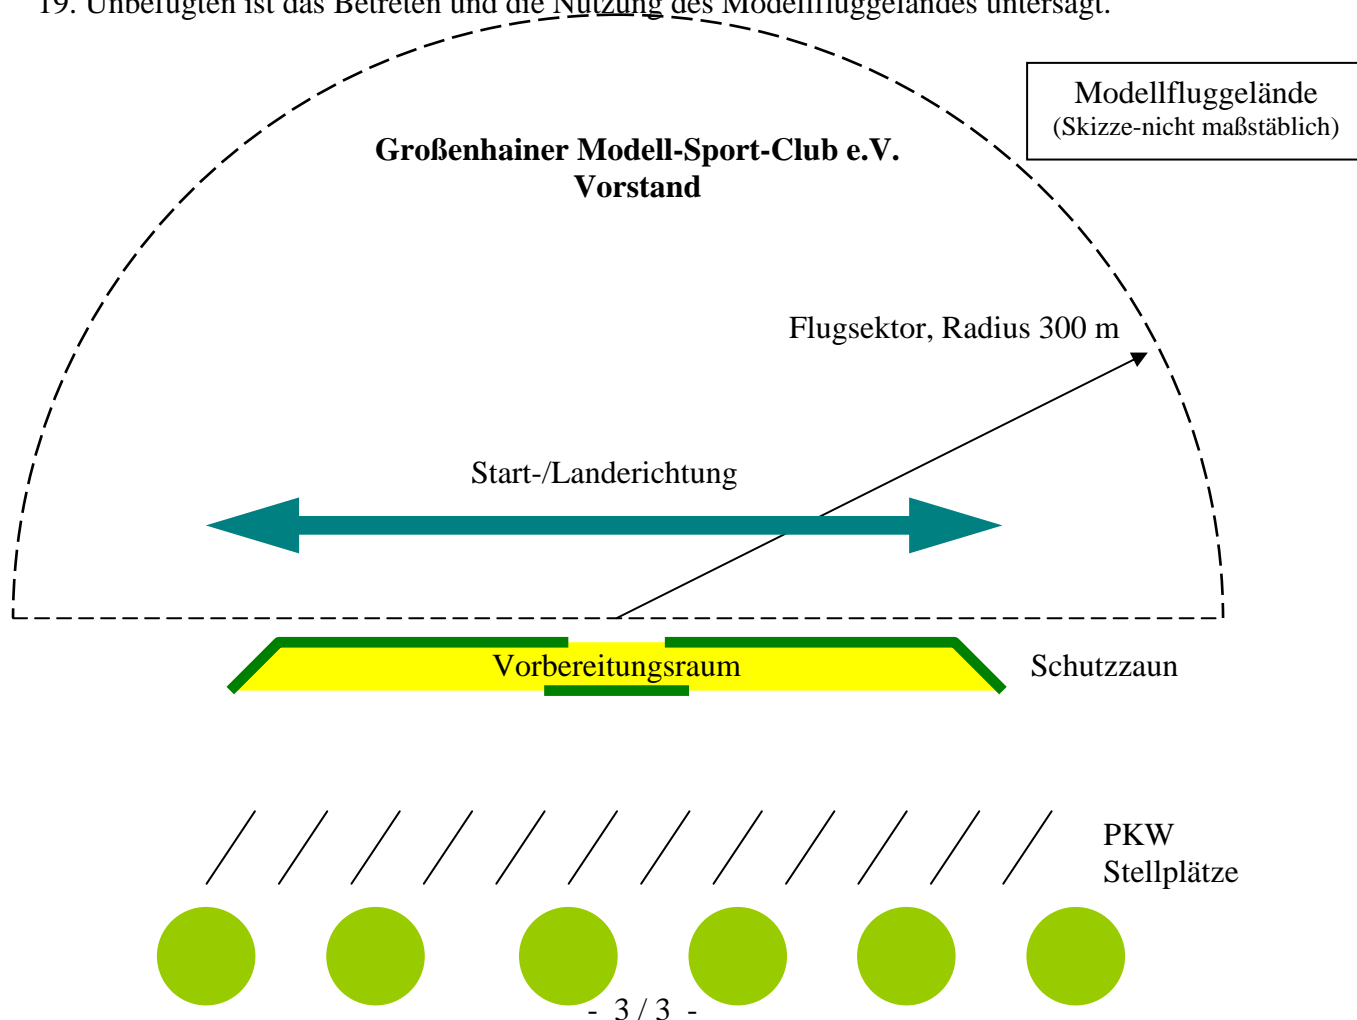 19. Unbefugten ist das Betreten und die Nutzung des Modellfluggeländes untersagt.
Modellfluggelände
(Skizze-nicht maßstäblich)
Großenhainer Modell-Sport-Club e.V.
Vorstand
Flugsektor, Radius 300 m
Start-/Landerichtung
Vorbereitungsraum
Schutzzaun
PKW
Stellplätze
- 3 / 3 -